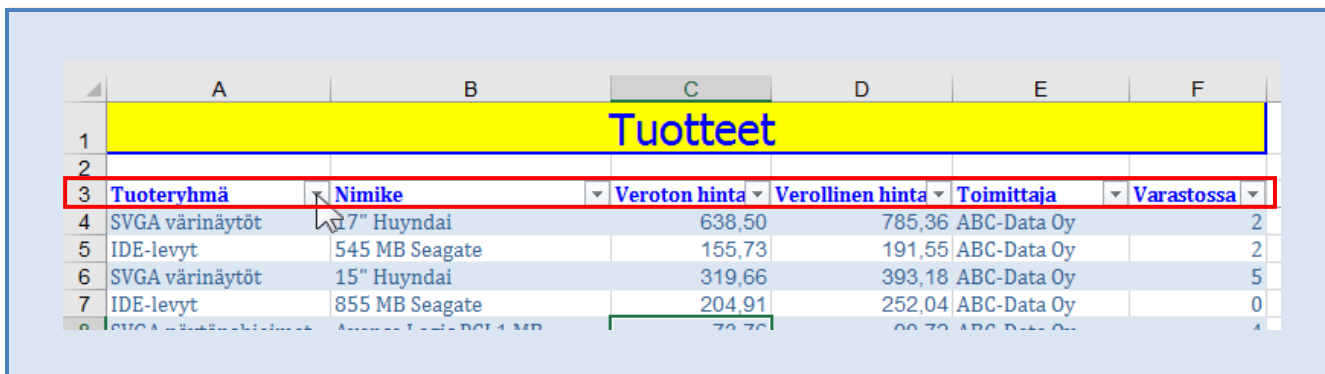 A B C D E F
1 Tuotteet
2
3 Tuoteryhmä Nimike Veroton hinta Verollinen hinta Toimittaja Varastossa
4 SVGA värinäytöt 17" Huyndai 638,50 785,36 ABC-Data Oy 2
5 IDE-levyt 545 MB Seagate 155,73 191,55 ABC-Data Oy 2
6 SVGA värinäytöt 15" Huyndai 319,66 393,18 ABC-Data Oy 5
7 IDE-levyt 855 MB Seagate 204,91 252,04 ABC-Data Oy 0